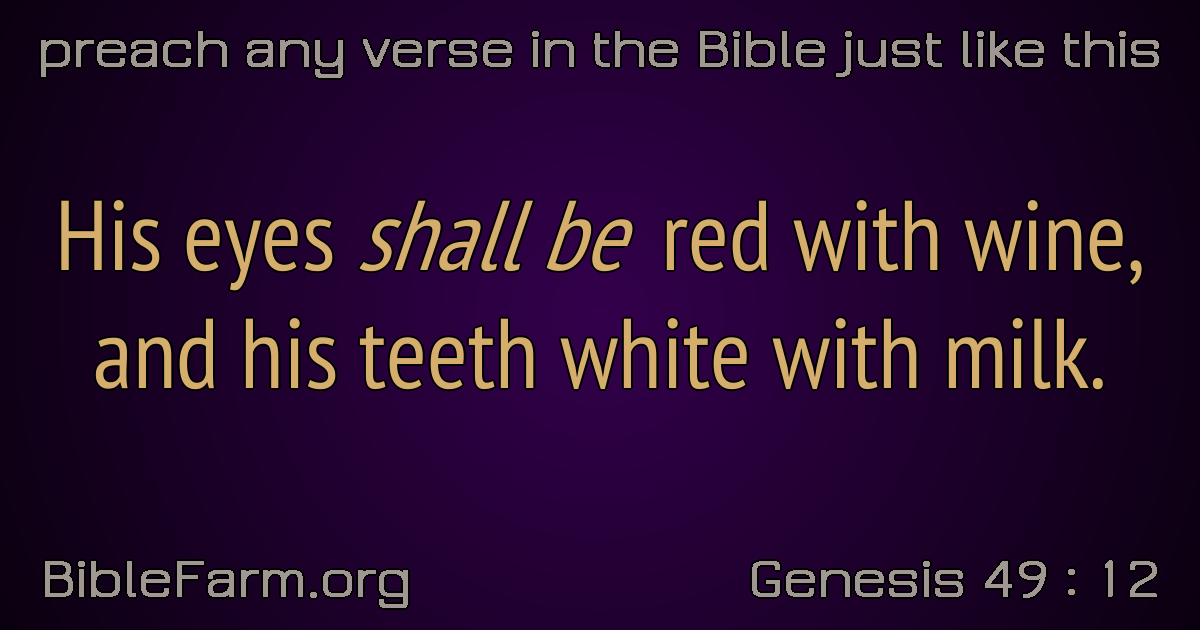 preach any verse in the Bible just like this
His eyes shall be red with wine,
and his teeth white with milk.
BibleFarm.org
Genesis 49 : 12